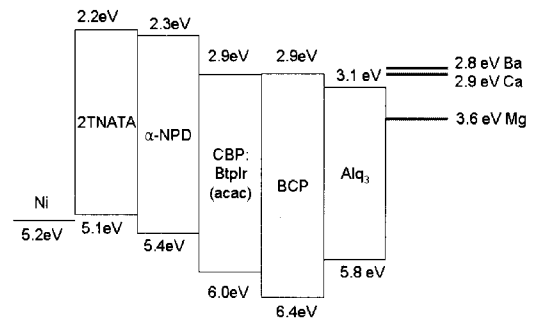 2.2eV
2.3eV
2.9eV
2.9eV
3.1 eV
2.8 eV Ba
2.9 eV Ca
3.6 eV Mg
2TNATA
α-NPD
CBP:
BtpIr
(acac)
BCP
Alq3
Ni
5.2eV
5.1eV
5.4eV
6.0eV
6.4eV
5.8 eV